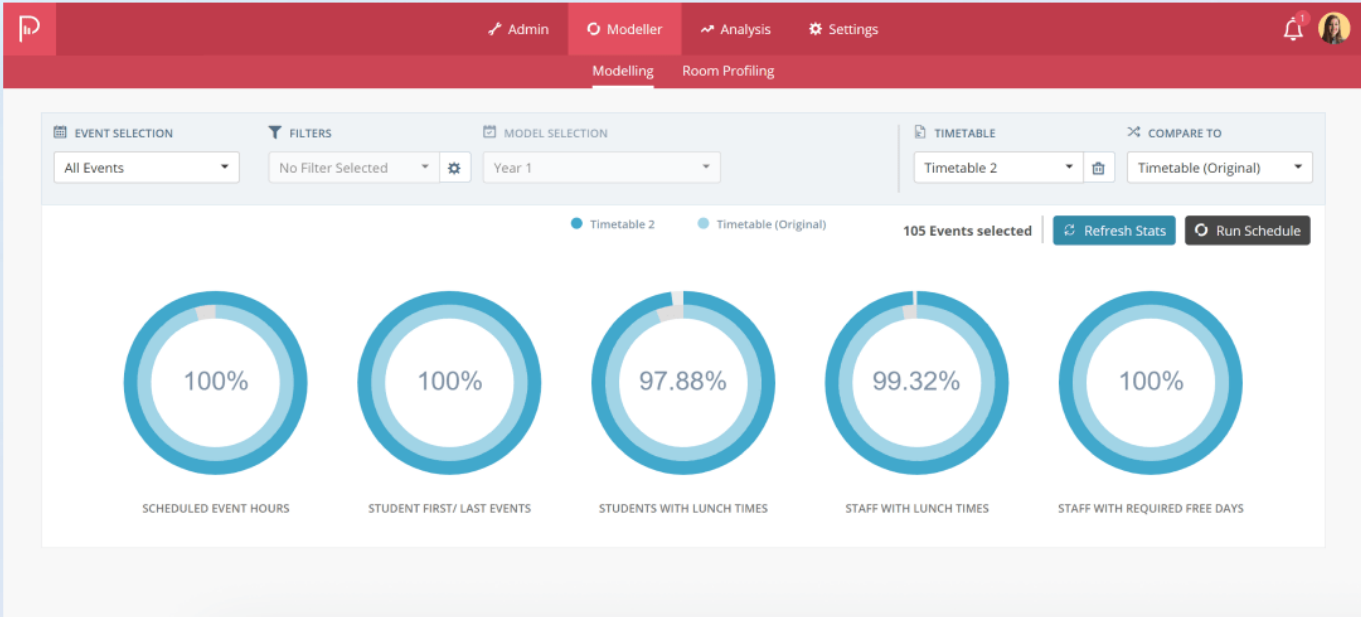 Admin
Modeller
Analysis
Settings
1
Modelling
Room Profiling
EVENT SELECTION
FILTERS
MODEL SELECTION
TIMETABLE
COMPARE TO
All Events
No Filter Selected
Year 1
Timetable 2
Timetable (Original)
Timetable 2
Timetable (Original)
105 Events selected
Refresh Stats
Run Schedule
100%
100%
97.88%
99.32%
100%
SCHEDULED EVENT HOURS
STUDENT FIRST/ LAST EVENTS
STUDENTS WITH LUNCH TIMES
STAFF WITH LUNCH TIMES
STAFF WITH REQUIRED FREE DAYS